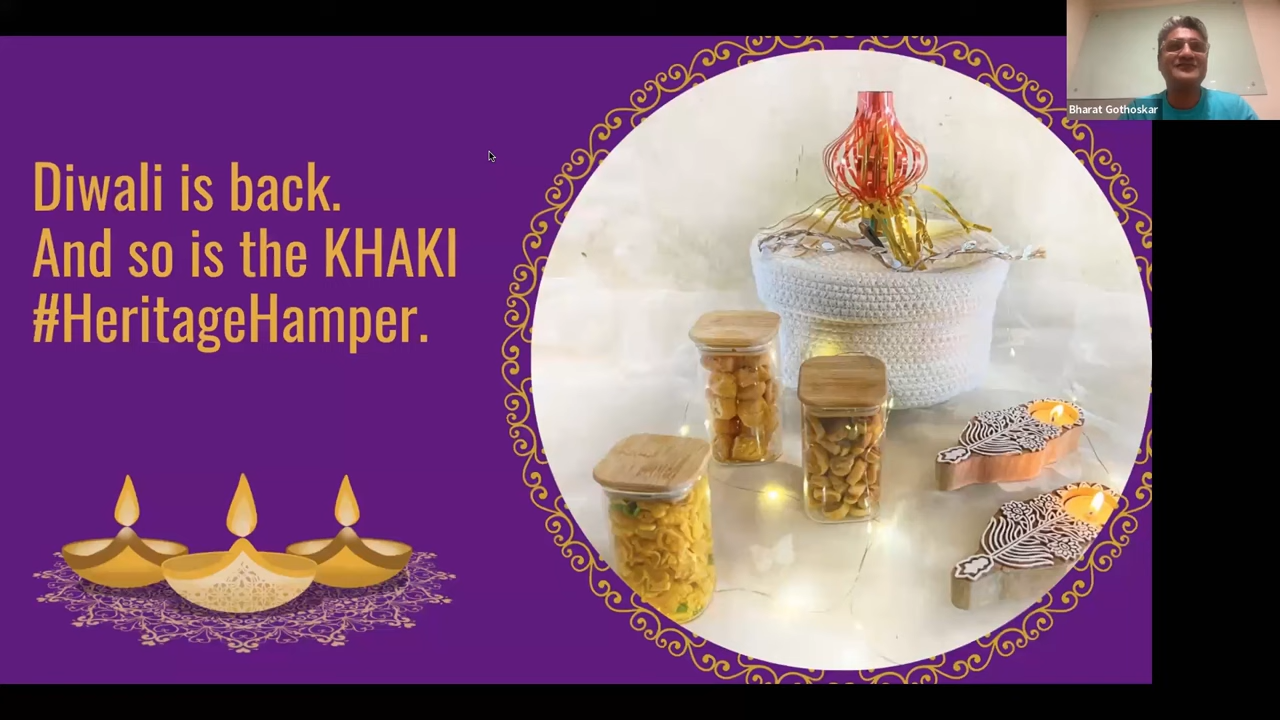 Diwali is back.
And so is the KHAKI
#HeritageHamper.
Bharat Gothoskar